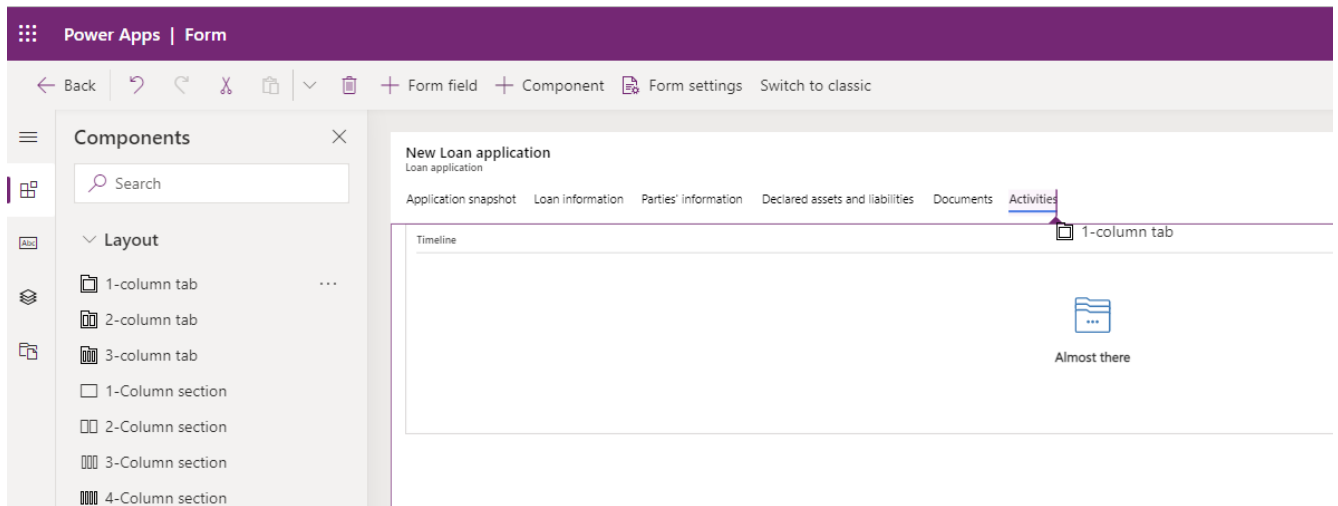 Power Apps | Form
Back
Form field
Component
Form settings
Switch to classic
Components
Search
Layout
1-column tab
2-column tab
3-column tab
1-Column section
2-Column section
3-Column section
4-Column section
Abc
New Loan application
Loan application
Application snapshot Loan information Parties' information Declared assets and liabilities Documents Activities
1-column tab
Timeline
Almost there